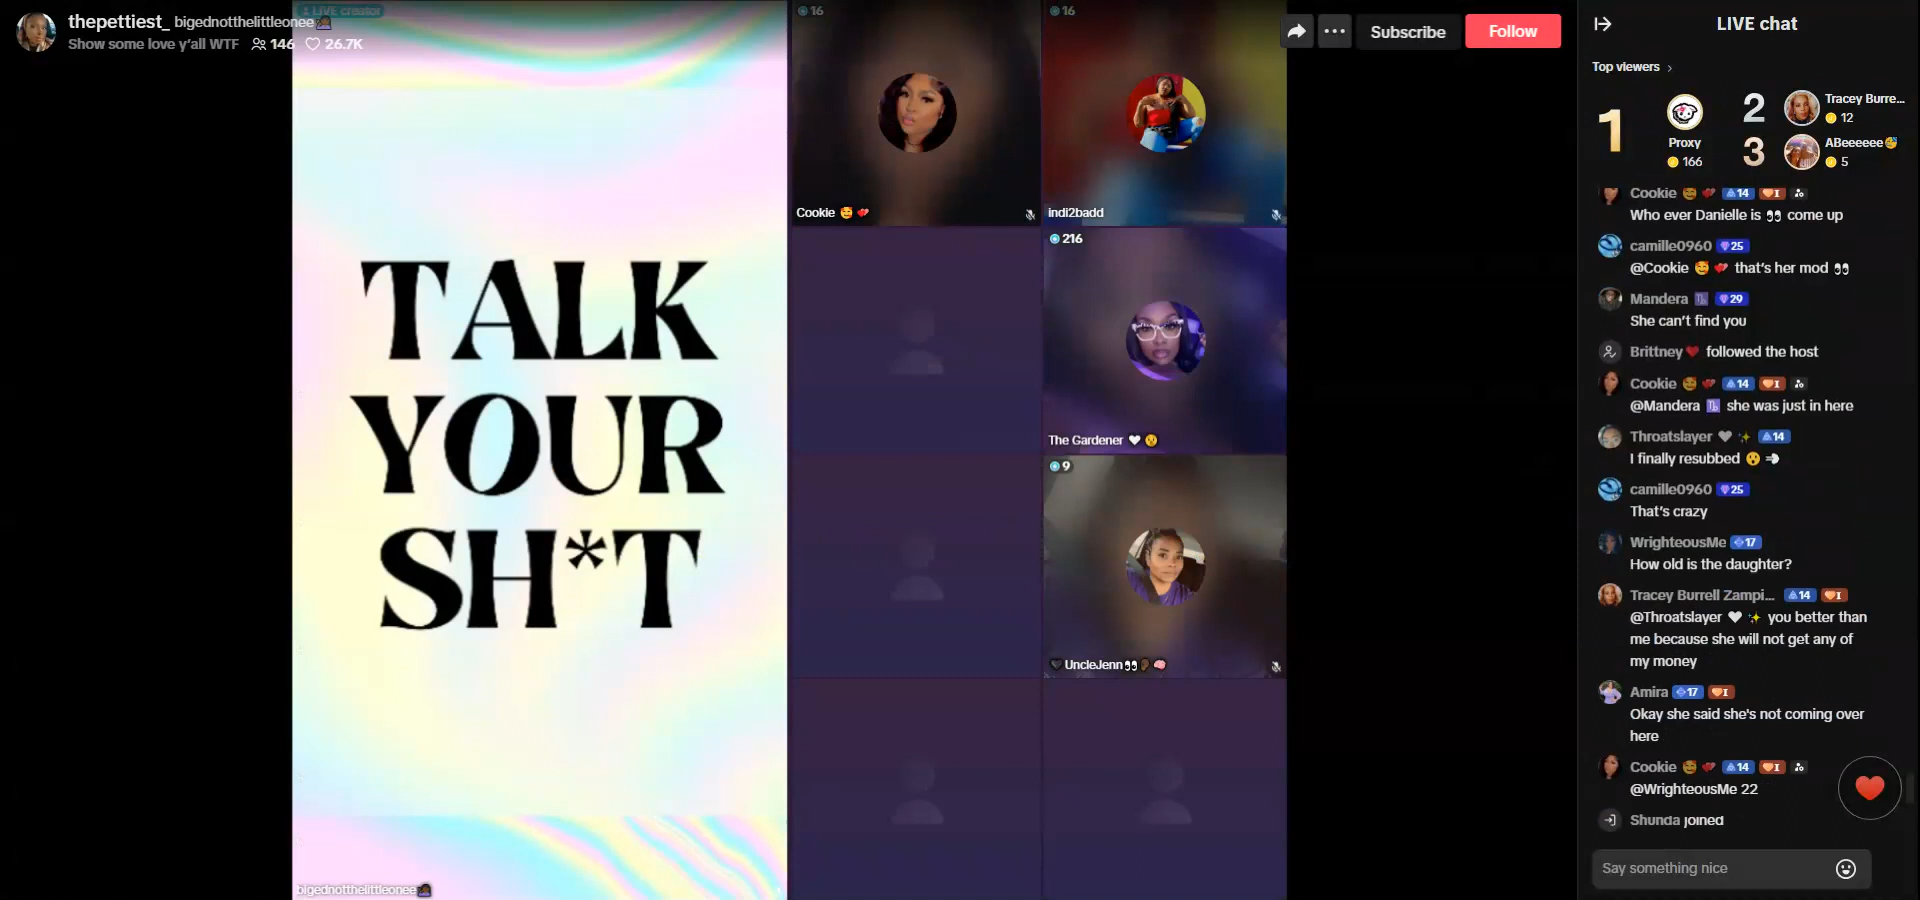 thepettiest_ bigednotthelittleonee
Show some love y'all WTF 146 26.7K
LIVE creator
16
16
Subscribe
Follow
TALK
YOUR
SH*T
bigednotthelittleonee
Cookie
indi2badd
216
The Gardener
9
UncleJenn
LIVE chat
Top viewers
1
Proxy
166
2
Tracey Burre...
12
3
ABeeeeee
5
Cookie 14 I
Who ever Danielle is 👀 come up
camille0960 25
@Cookie 🥰 💔 that's her mod 👀
Mandera ♑ 29
She can't find you
Brittney followed the host
Cookie 14 I
@Mandera ♑ she was just in here
Throatslayer 14
I finally resubbed 😮‍💨
camille0960 25
That's crazy
WrighteousMe 17
How old is the daughter?
Tracey Burrell Zampi... 14 I
@Throatslayer 🤍 ✨ you better than
me because she will not get any of
my money
Amira 17 I
Okay she said she's not coming over
here
Cookie 14 I
@WrighteousMe 22
Shunda joined
Say something nice